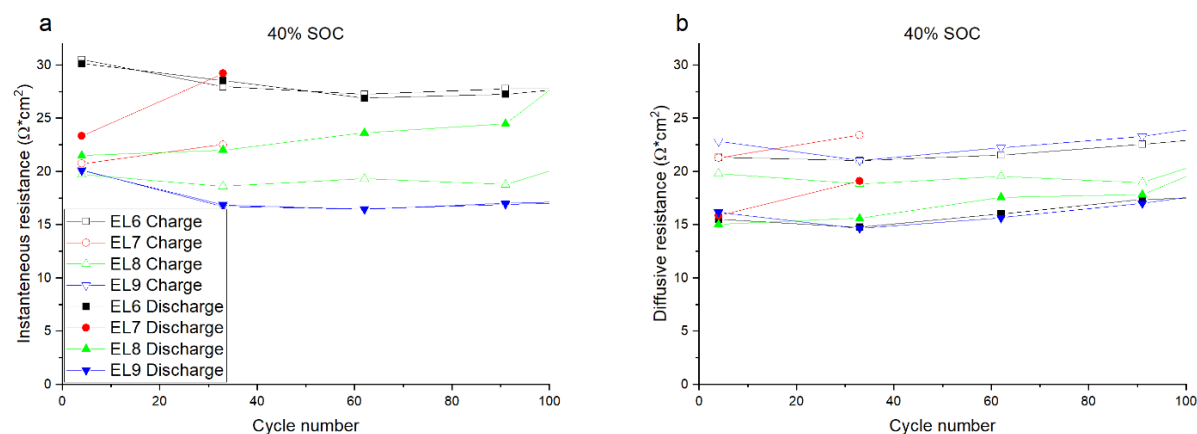 a
40% SOC
30
25
20
15
10
5
0
Instanteneous resistance (Ω*cm²)
EL6 Charge
EL7 Charge
EL8 Charge
EL9 Charge
EL6 Discharge
EL7 Discharge
EL8 Discharge
EL9 Discharge
0 20 40 60 80 100
Cycle number
b
40% SOC
30
25
20
15
10
5
0
Diffusive resistance (Ω*cm²)
0 20 40 60 80 100
Cycle number